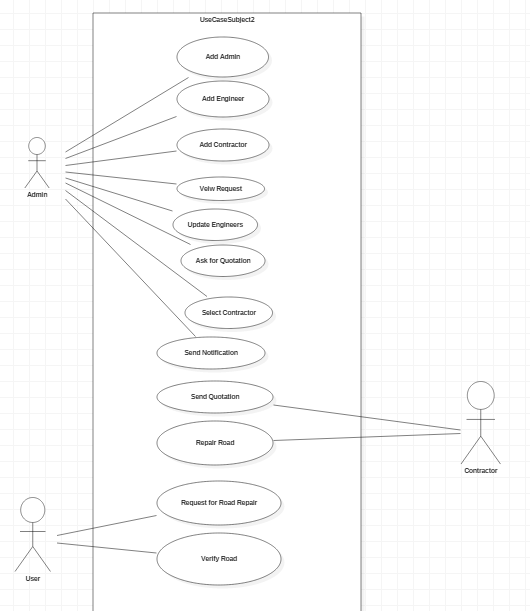 UseCaseSubject2
Add Admin
Add Engineer
Add Contractor
Veiw Request
Admin
Update Engineers
Ask for Quotation
Select Contractor
Send Notification
Send Quotation
Repair Road
Contractor
Request for Road Repair
Verify Road
User